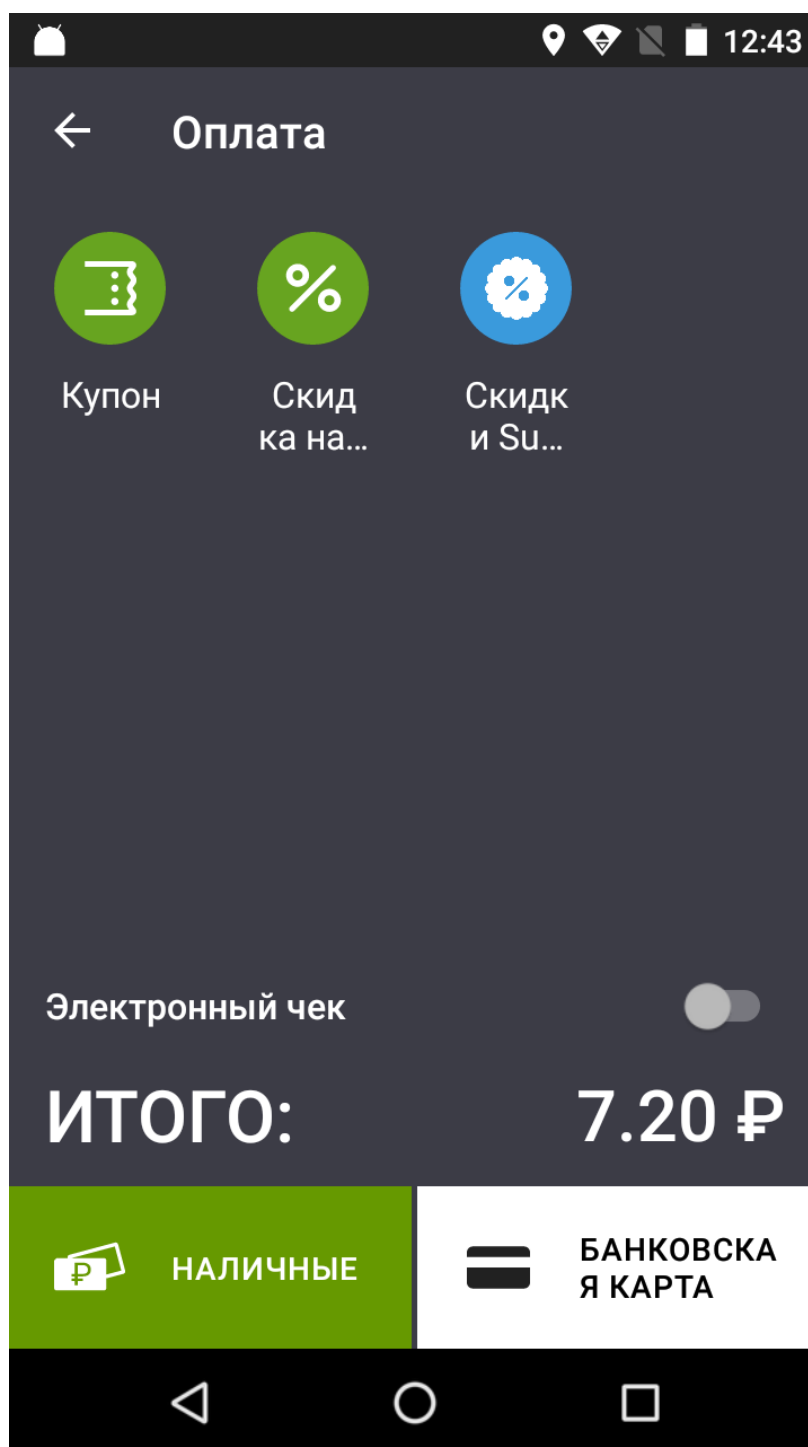 12:43
Оплата
Купон
Скид
ка на...
Скидк
и Su...
Электронный чек
ИТОГО:
7.20 ₽
НАЛИЧНЫЕ
БАНКОВСКА
Я КАРТА